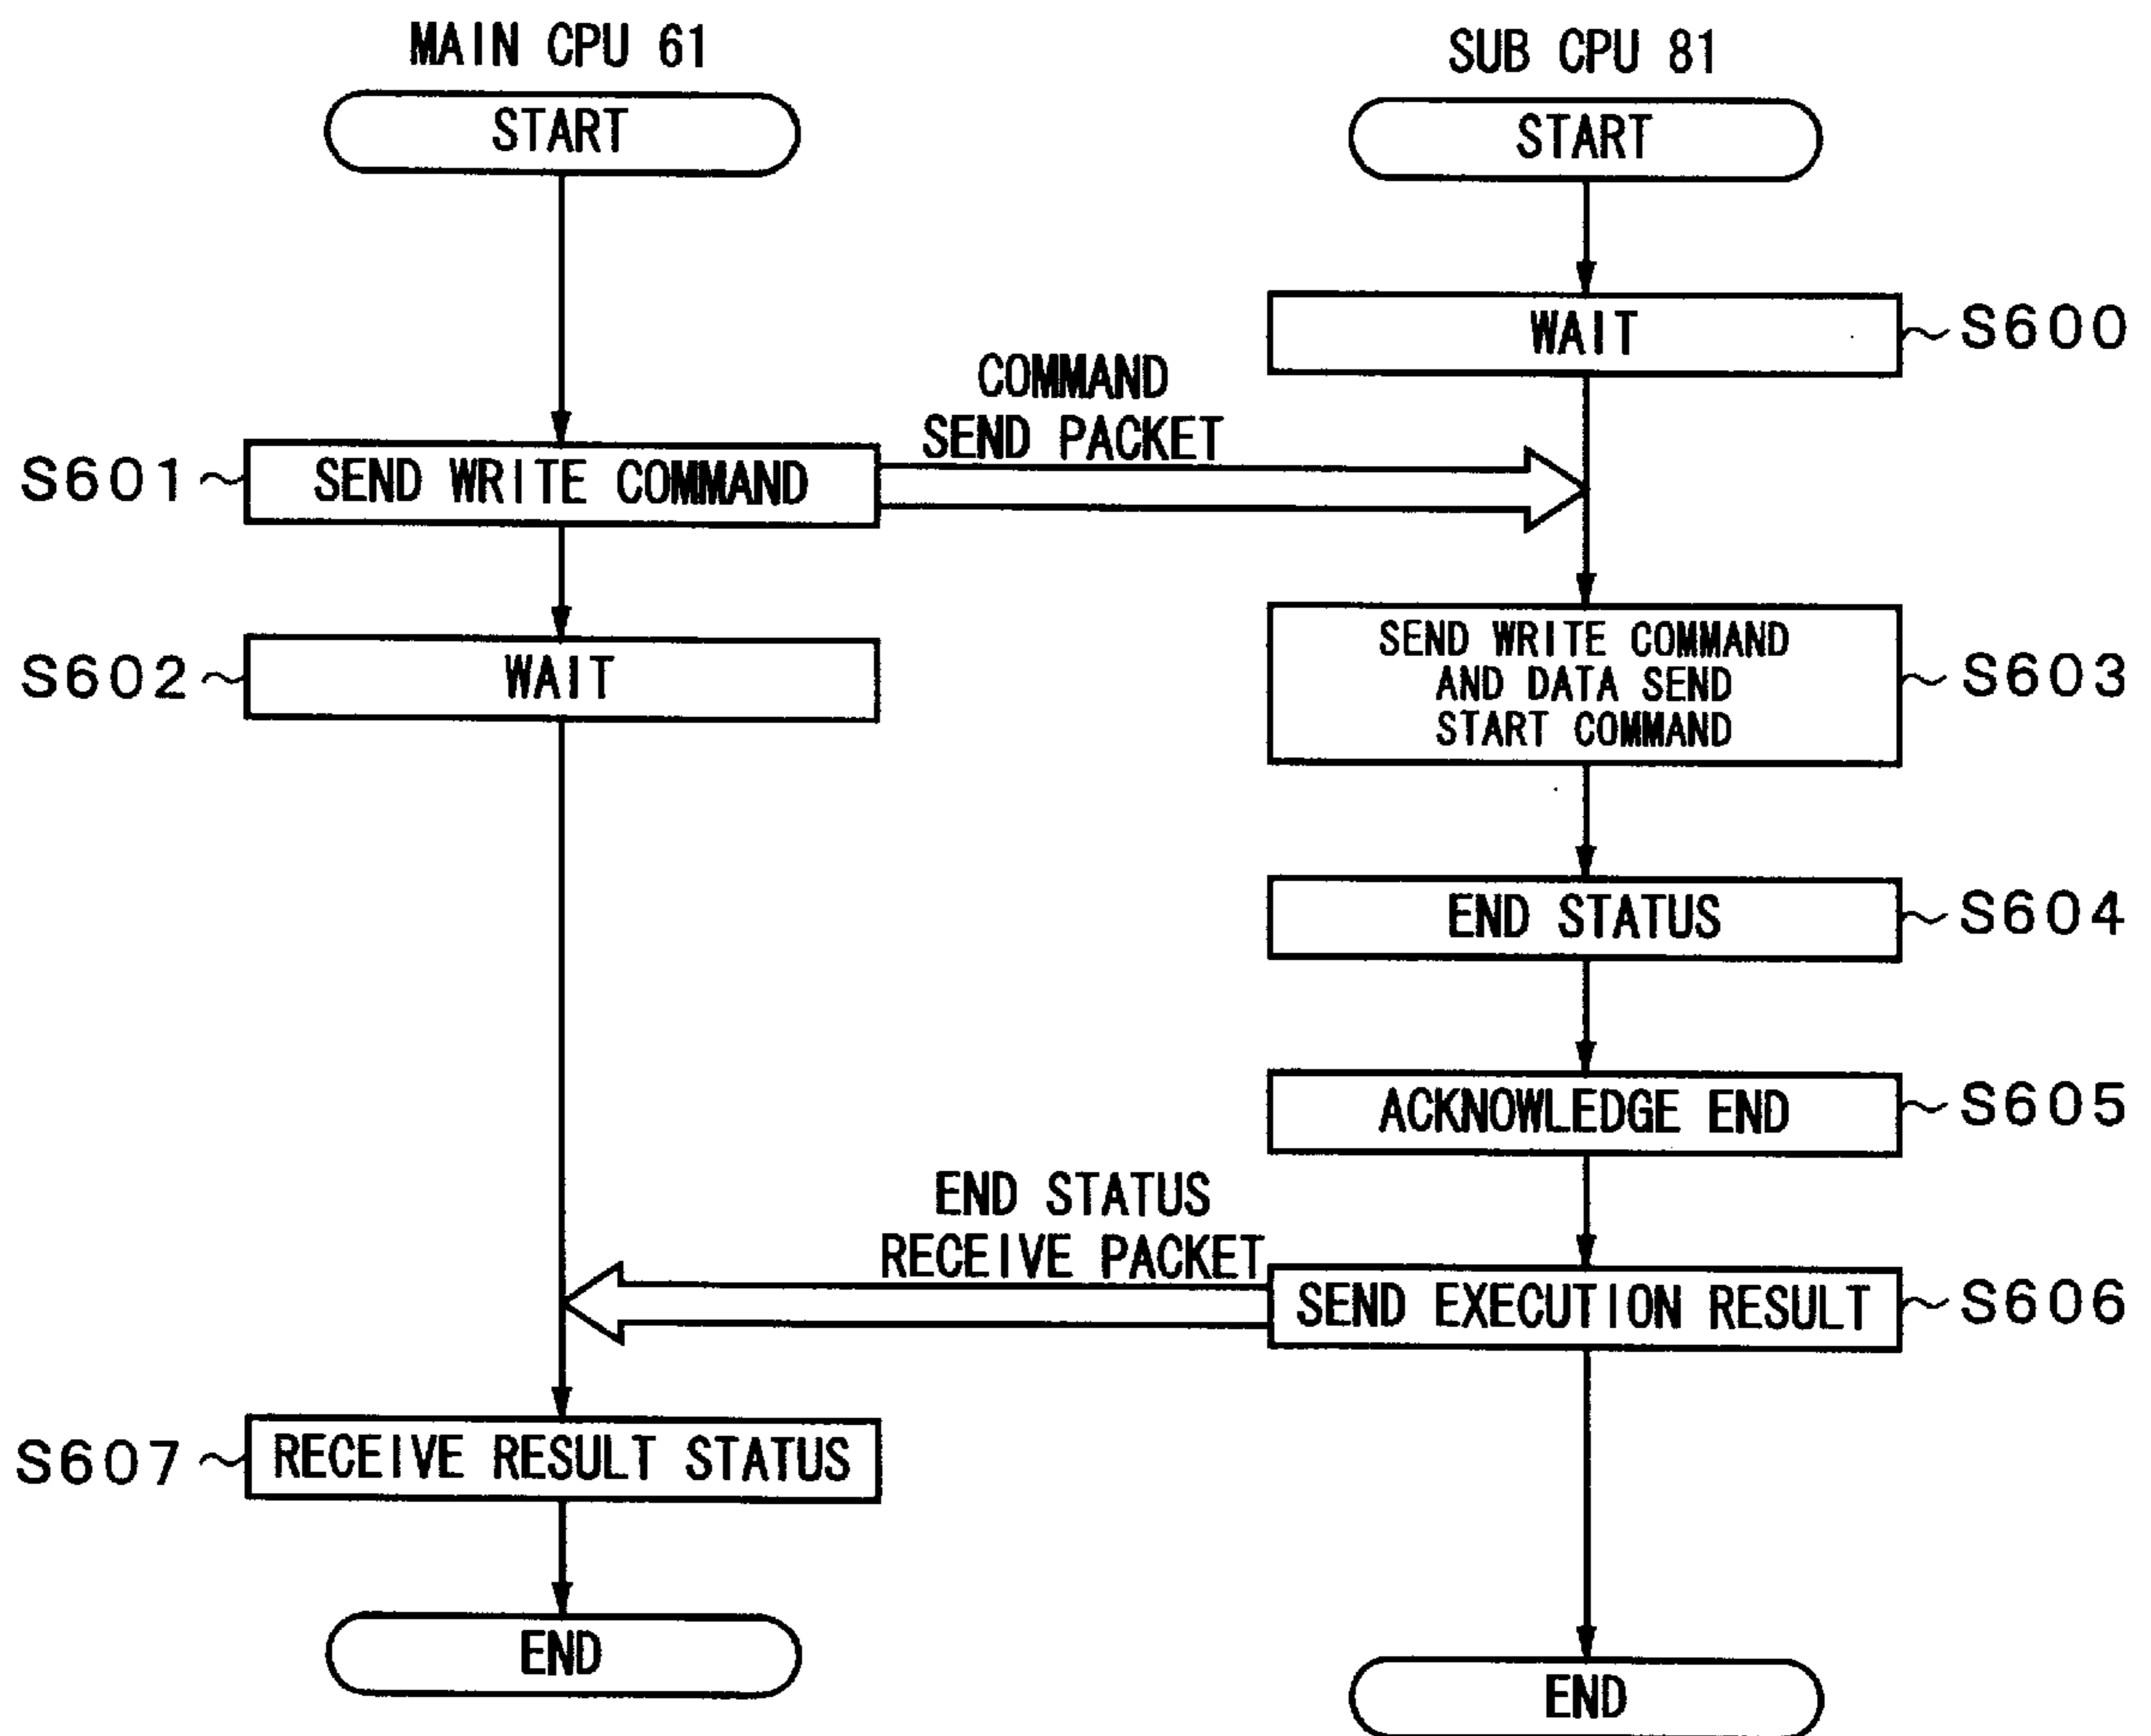 MAIN CPU 61
SUB CPU 81
START
START
WAIT
S600
COMMAND
SEND PACKET
S601
SEND WRITE COMMAND
S602
WAIT
SEND WRITE COMMAND
AND DATA SEND
START COMMAND
S603
END STATUS
S604
ACKNOWLEDGE END
S605
END STATUS
RECEIVE PACKET
SEND EXECUTION RESULT
S606
S607
RECEIVE RESULT STATUS
END
END